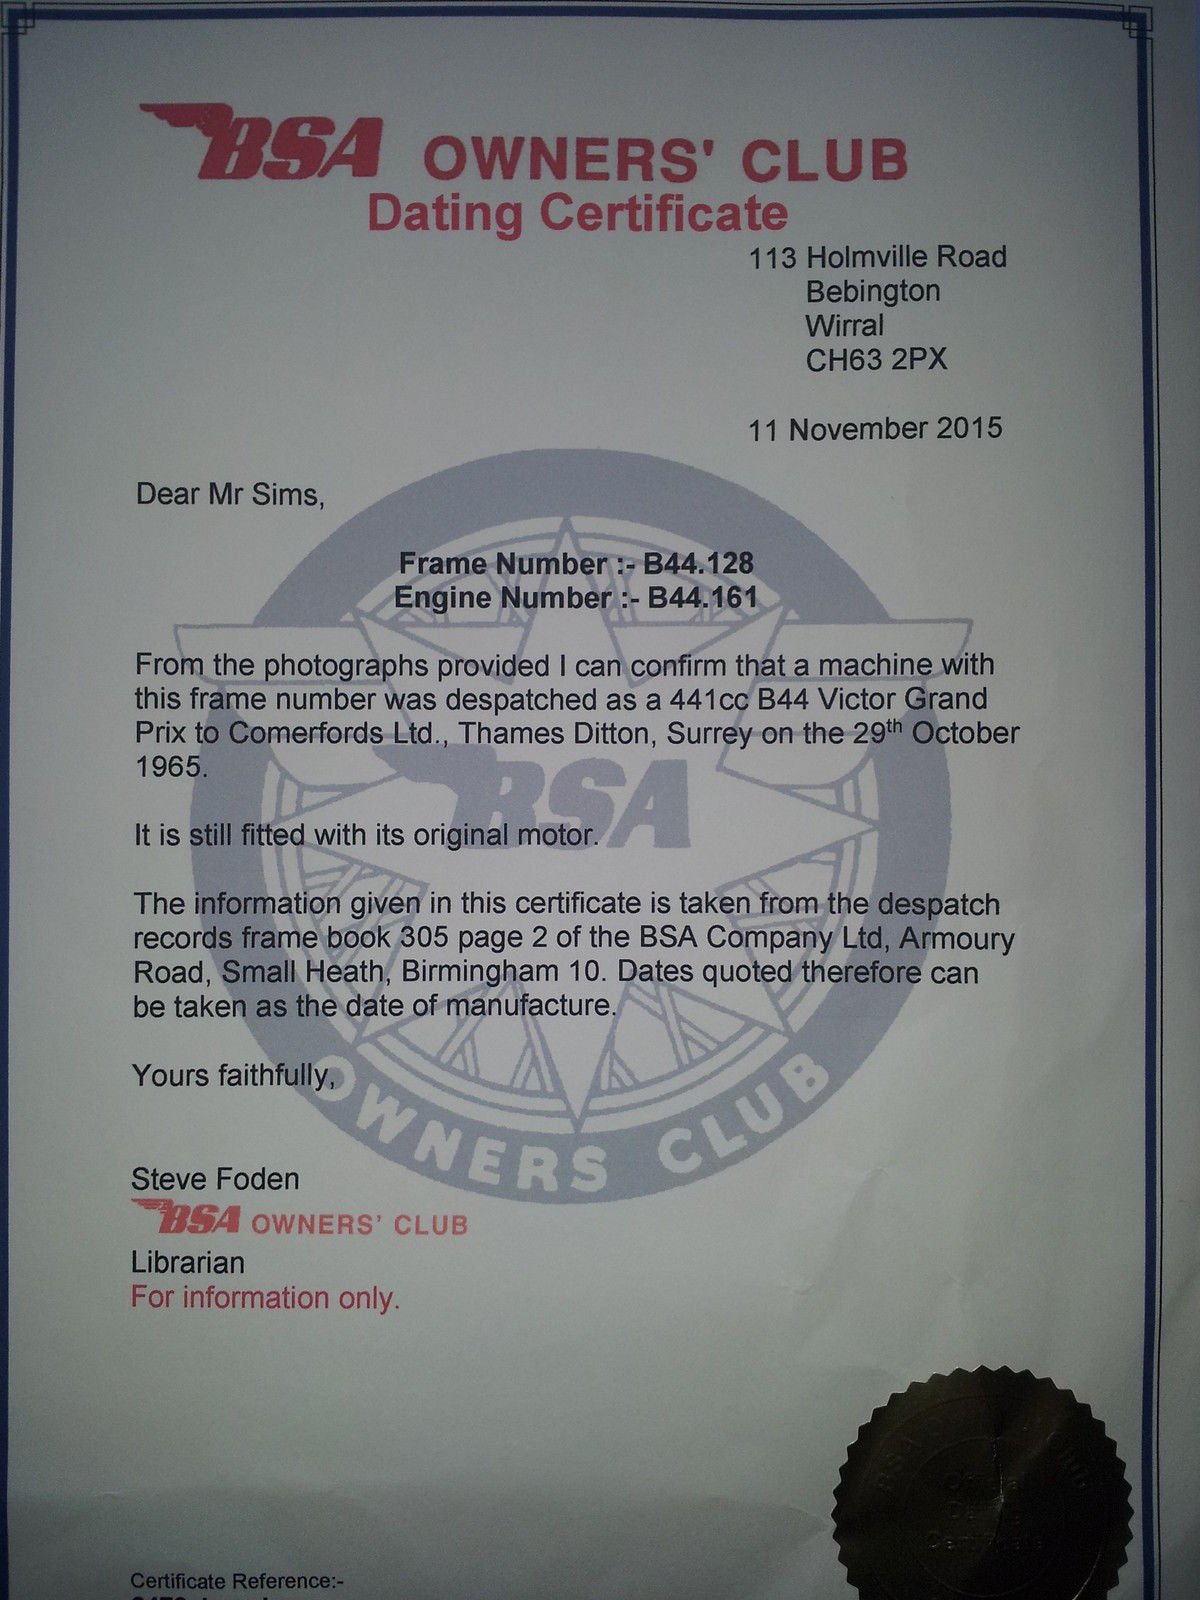 BSA OWNERS' CLUB
Dating Certificate
113 Holmville Road
Bebington
Wirral
CH63 2PX
11 November 2015
Dear Mr Sims,
Frame Number :- B44.128
Engine Number :- B44.161
From the photographs provided I can confirm that a machine with
this frame number was despatched as a 441cc B44 Victor Grand
Prix to Comerfords Ltd., Thames Ditton, Surrey on the 29th October
1965.
BSA
It is still fitted with its original motor.
The information given in this certificate is taken from the despatch
records frame book 305 page 2 of the BSA Company Ltd, Armoury
Road, Small Heath, Birmingham 10. Dates quoted therefore can
be taken as the date of manufacture.
Yours faithfully,
OWNERS CLUB
Steve Foden
BSA OWNERS' CLUB
Librarian
For information only.
BSA
Dating
Certificate
Certificate Reference:-